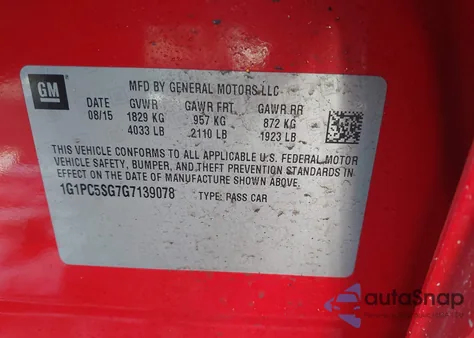 GM
MFD BY GENERAL MOTORS LLC
DATE GVWR GAWR FRT GAWR RR
08/15 1829 KG 957 KG 872 KG
4033 LB 2110 LB 1923 LB
THIS VEHICLE CONFORMS TO ALL APPLICABLE U.S. FEDERAL MOTOR
VEHICLE SAFETY, BUMPER, AND THEFT PREVENTION STANDARDS IN
EFFECT ON THE DATE OF MANUFACTURE SHOWN ABOVE.
1G1PC5SG7G7139078 TYPE: PASS CAR
autoSnap